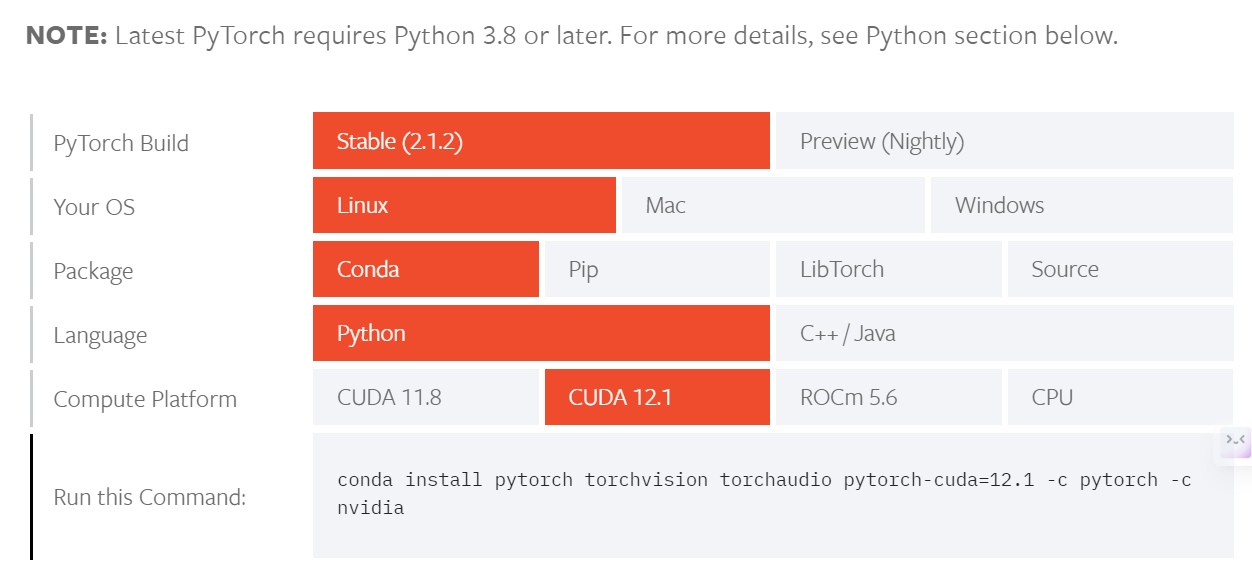 NOTE: Latest PyTorch requires Python 3.8 or later. For more details, see Python section below.
PyTorch Build
Stable (2.1.2)
Preview (Nightly)
Your OS
Linux
Mac
Windows
Package
Conda
Pip
LibTorch
Source
Language
Python
C++ / Java
Compute Platform
CUDA 11.8
CUDA 12.1
ROCm 5.6
CPU
Run this Command:
conda install pytorch torchvision torchaudio pytorch-cuda=12.1 -c pytorch -c
nvidia